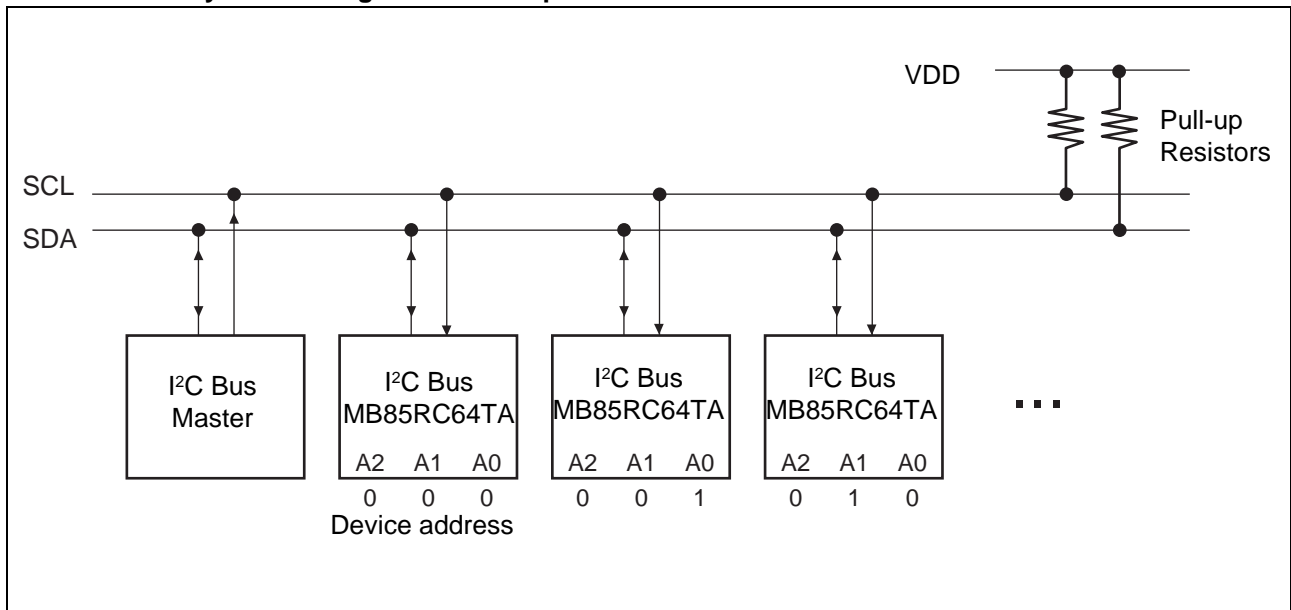 VDD
Pull-up
Resistors
SCL
SDA
I²C Bus
Master
I²C Bus
MB85RC64TA
A2 A1 A0
0 0 0
Device address
I²C Bus
MB85RC64TA
A2 A1 A0
0 0 1
I²C Bus
MB85RC64TA
A2 A1 A0
0 1 0
...